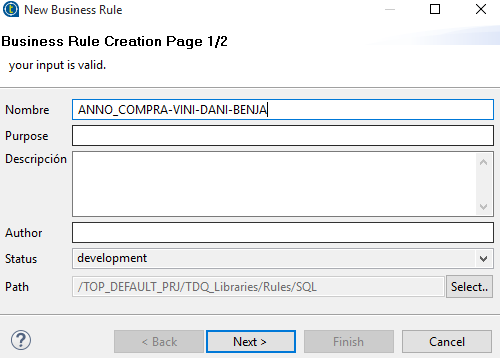 New Business Rule
Business Rule Creation Page 1/2
your input is valid.
Nombre ANNO_COMPRA-VINI-DANI-BENJA
Purpose
Descripción
Author
Status development
Path /TOP_DEFAULT_PRJ/TDQ_Libraries/Rules/SQL Select..
? < Back Next > Finish Cancel